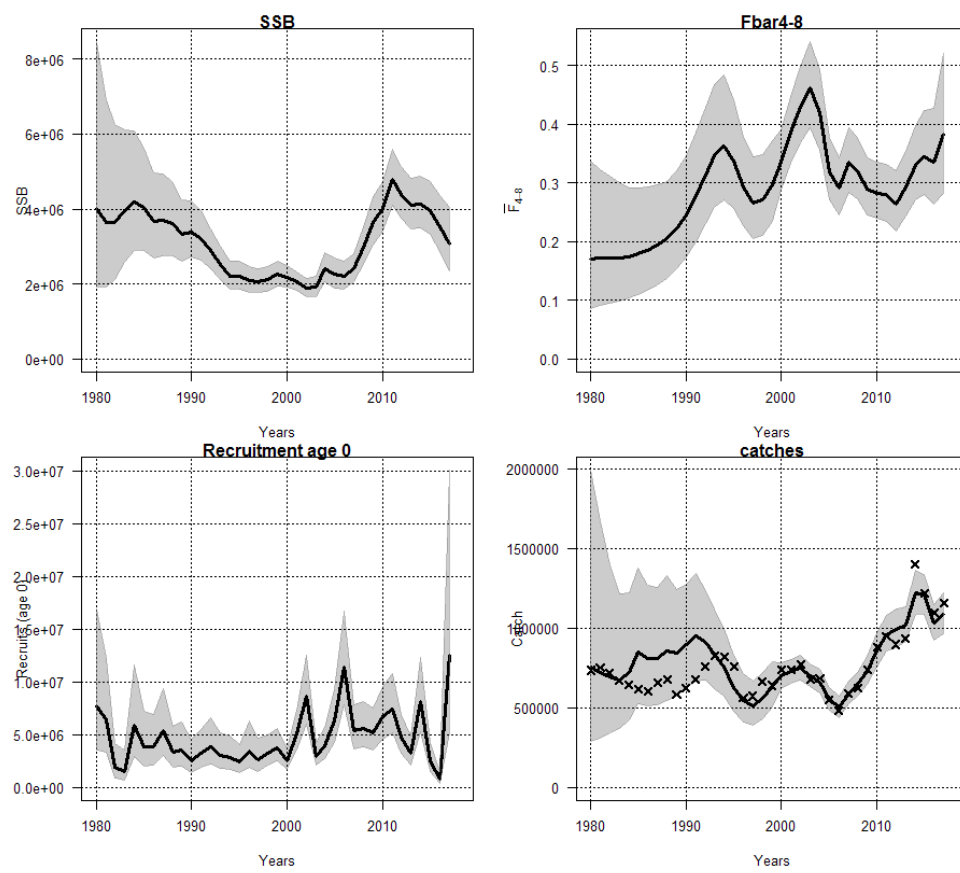 SSB
8e+06
6e+06
4e+06
2e+06
0e+00
SSB
1980 1990 2000 2010
Years
Fbar4-8
0.5
0.4
0.3
0.2
0.1
0.0
F̅4-8
1980 1990 2000 2010
Years
Recruitment age 0
3.0e+07
2.5e+07
2.0e+07
1.5e+07
1.0e+07
5.0e+06
0.0e+00
Recruits (age 0)
1980 1990 2000 2010
Years
catches
2000000
1500000
1000000
500000
0
Catch
1980 1990 2000 2010
Years